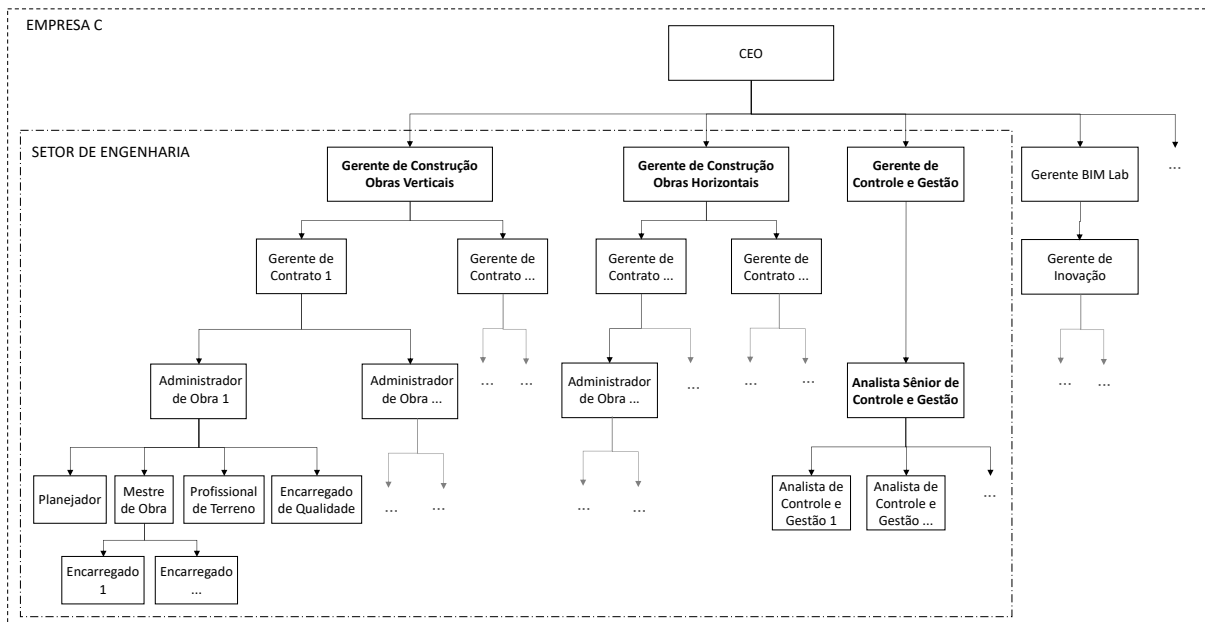 EMPRESA C
CEO
SETOR DE ENGENHARIA
Gerente de Construção
Obras Verticais
Gerente de Construção
Obras Horizontais
Gerente de
Controle e Gestão
Gerente BIM Lab
...
Gerente de
Contrato 1
Gerente de
Contrato ...
Gerente de
Contrato ...
Gerente de
Contrato ...
Gerente de
Inovação
Administrador
de Obra 1
Administrador
de Obra ...
...
...
Administrador
de Obra ...
...
...
...
Analista Sênior de
Controle e Gestão
...
...
Planejador
Mestre
de Obra
Profissional
de Terreno
Encarregado
de Qualidade
...
...
...
...
Analista de
Controle e
Gestão 1
Analista de
Controle e
Gestão ...
...
Encarregado
1
Encarregado
...